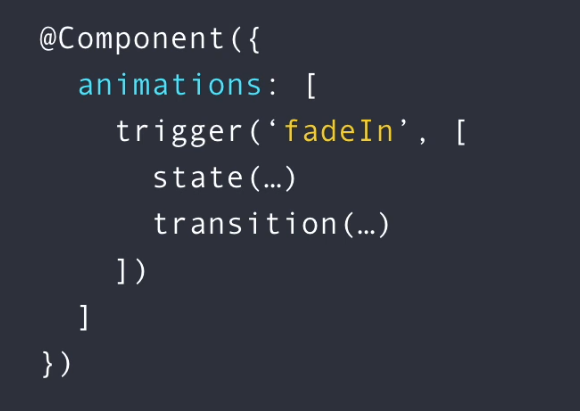 @Component({
  animations: [
    trigger(‘fadeIn’, [
      state(…)
      transition(…)
    ])
  ]
})